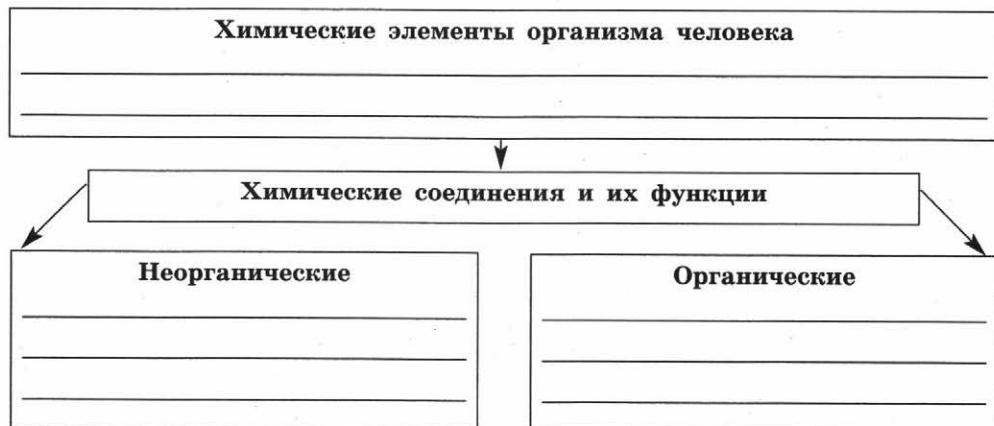 Химические элементы организма человека
Химические соединения и их функции
Неорганические
Органические